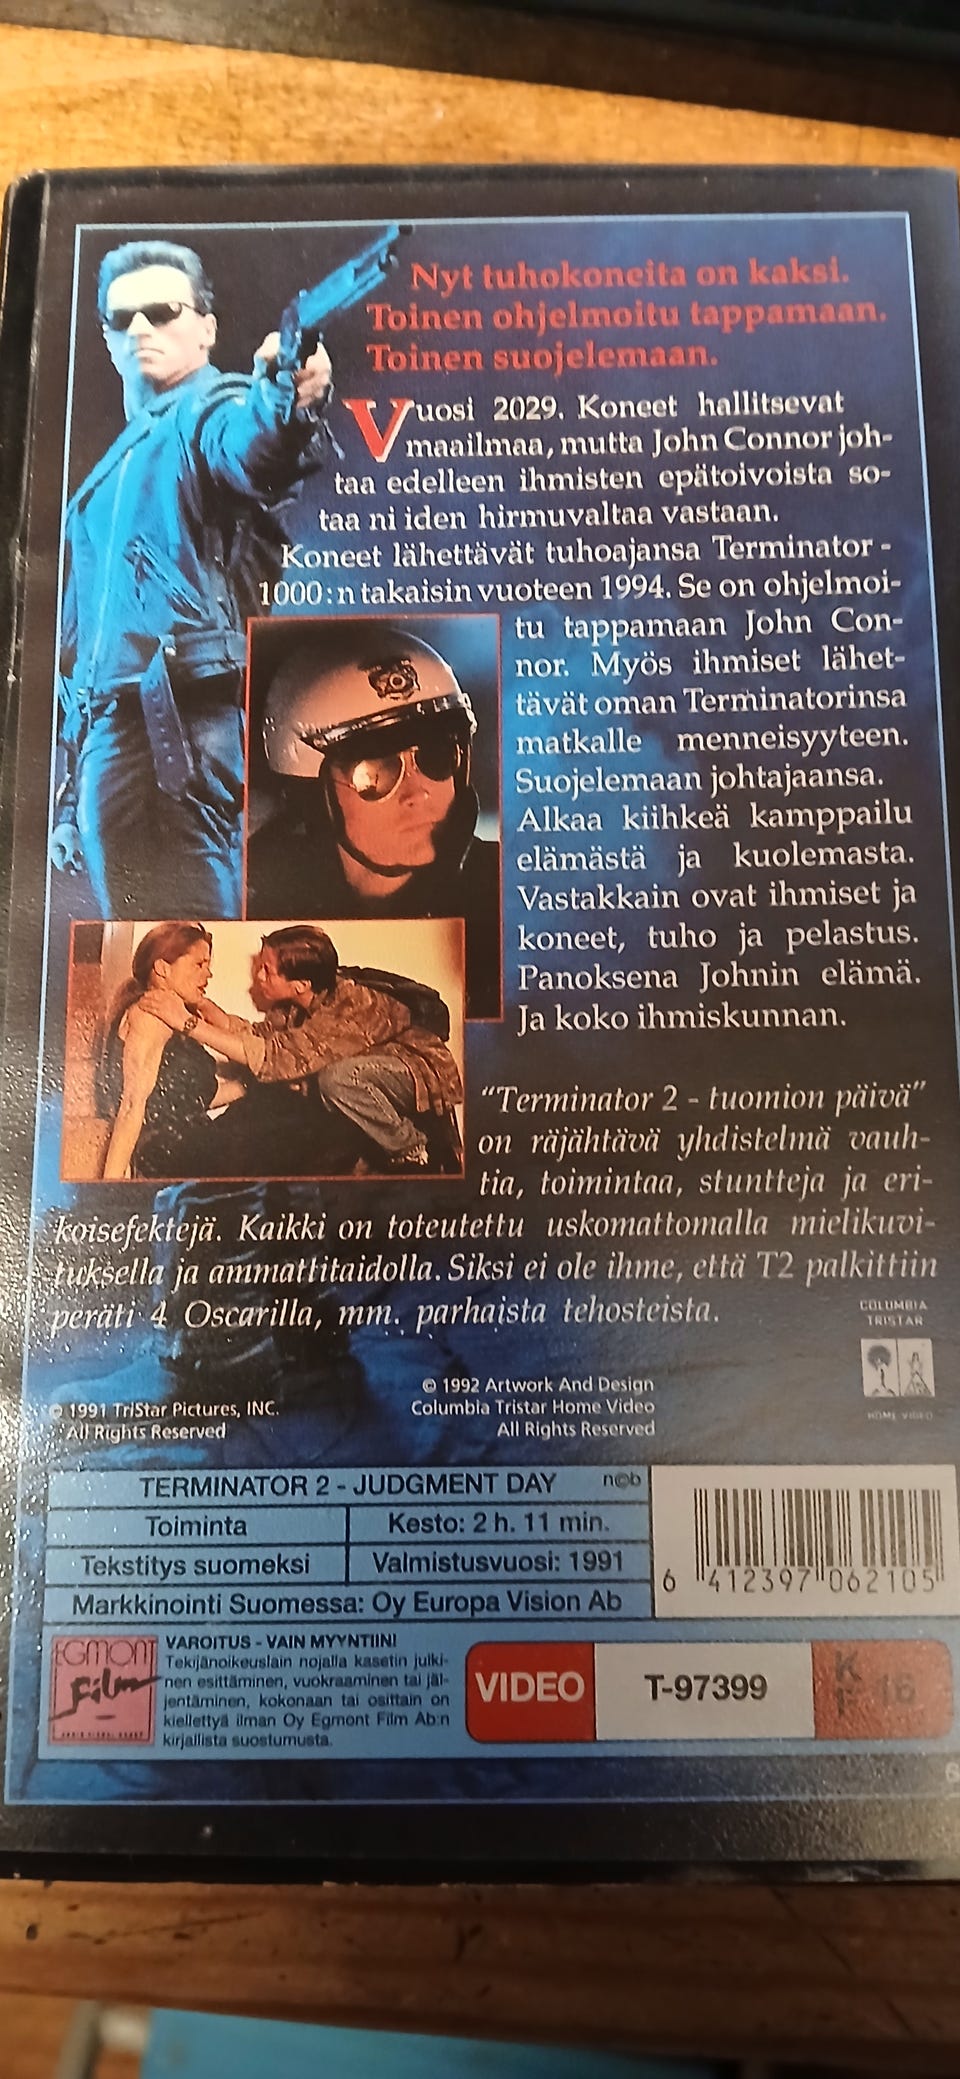 Nyt tuhokoneita on kaksi.
Toinen ohjelmoitu tappamaan.
Toinen suojelemaan.
Vuosi 2029. Koneet hallitsevat
maailmaa, mutta John Connor joh-
taa edelleen ihmisten epätoivoista so-
taa ni iden hirmuvaltaa vastaan.
Koneet lähettävät tuhoajansa Terminator -
1000:n takaisin vuoteen 1994. Se on ohjelmoi-
tu tappamaan John Con-
nor. Myös ihmiset lähet-
tävät oman Terminatorinsa
matkalle menneisyyteen.
Suojelemaan johtajaansa.
Alkaa kiihkeä kamppailu
elämästä ja kuolemasta.
Vastakkain ovat ihmiset ja
koneet, tuho ja pelastus.
Panoksena Johnin elämä.
Ja koko ihmiskunnan.
"Terminator 2 - tuomion päivä"
on räjähtävä yhdistelmä vauh-
tia, toimintaa, stuntteja ja eri-
koisefektejä. Kaikki on toteutettu uskomattomalla mielikuvi-
tuksella ja ammattitaidolla. Siksi ei ole ihme, että T2 palkittiin
peräti 4 Oscarilla, mm. parhaista tehosteista.
COLUMBIA
TRISTAR
HOME VIDEO
© 1991 TriStar Pictures, INC.
All Rights Reserved
© 1992 Artwork And Design
Columbia Tristar Home Video
All Rights Reserved
TERMINATOR 2 - JUDGMENT DAY n©b
Toiminta
Kesto: 2 h. 11 min.
Tekstitys suomeksi
Valmistusvuosi: 1991
Markkinointi Suomessa: Oy Europa Vision Ab
6 412397 062105
EGMONT
Film
VAROITUS - VAIN MYYNTIIN!
Tekijänoikeuslain nojalla kasetin julki-
nen esittäminen, vuokraaminen tai jäl-
jentäminen, kokonaan tai osittain on
kiellettyä ilman Oy Egmont Film Ab:n
kirjallista suostumusta.
VIDEO
T-97399
K
F
16